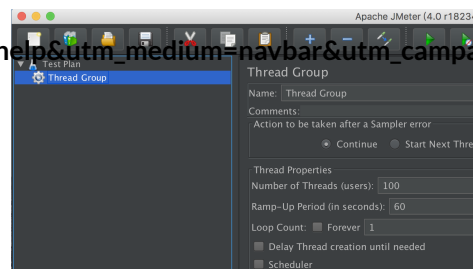 Apache JMeter (4.0 r1823
help&utm_medium=navbar&utm_campa
Test Plan
Thread Group
Thread Group
Name: Thread Group
Comments:
Action to be taken after a Sampler error
Continue Start Next Thre
Thread Properties
Number of Threads (users): 100
Ramp-Up Period (in seconds): 60
Loop Count: Forever 1
Delay Thread creation until needed
Scheduler